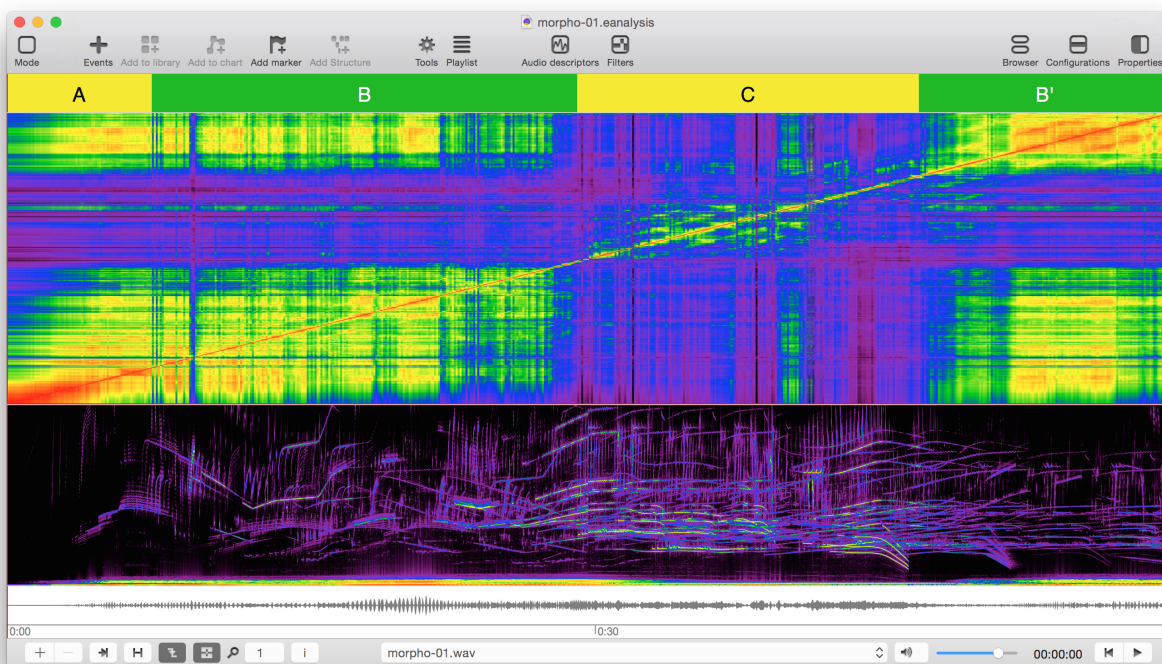 morpho-01.eanalysis
Mode Events Add to library Add to chart Add marker Add Structure Tools Playlist Audio descriptors Filters Browser Configurations Properties
A B C B'
0:00 0:30
1 i morpho-01.wav 00:00:00